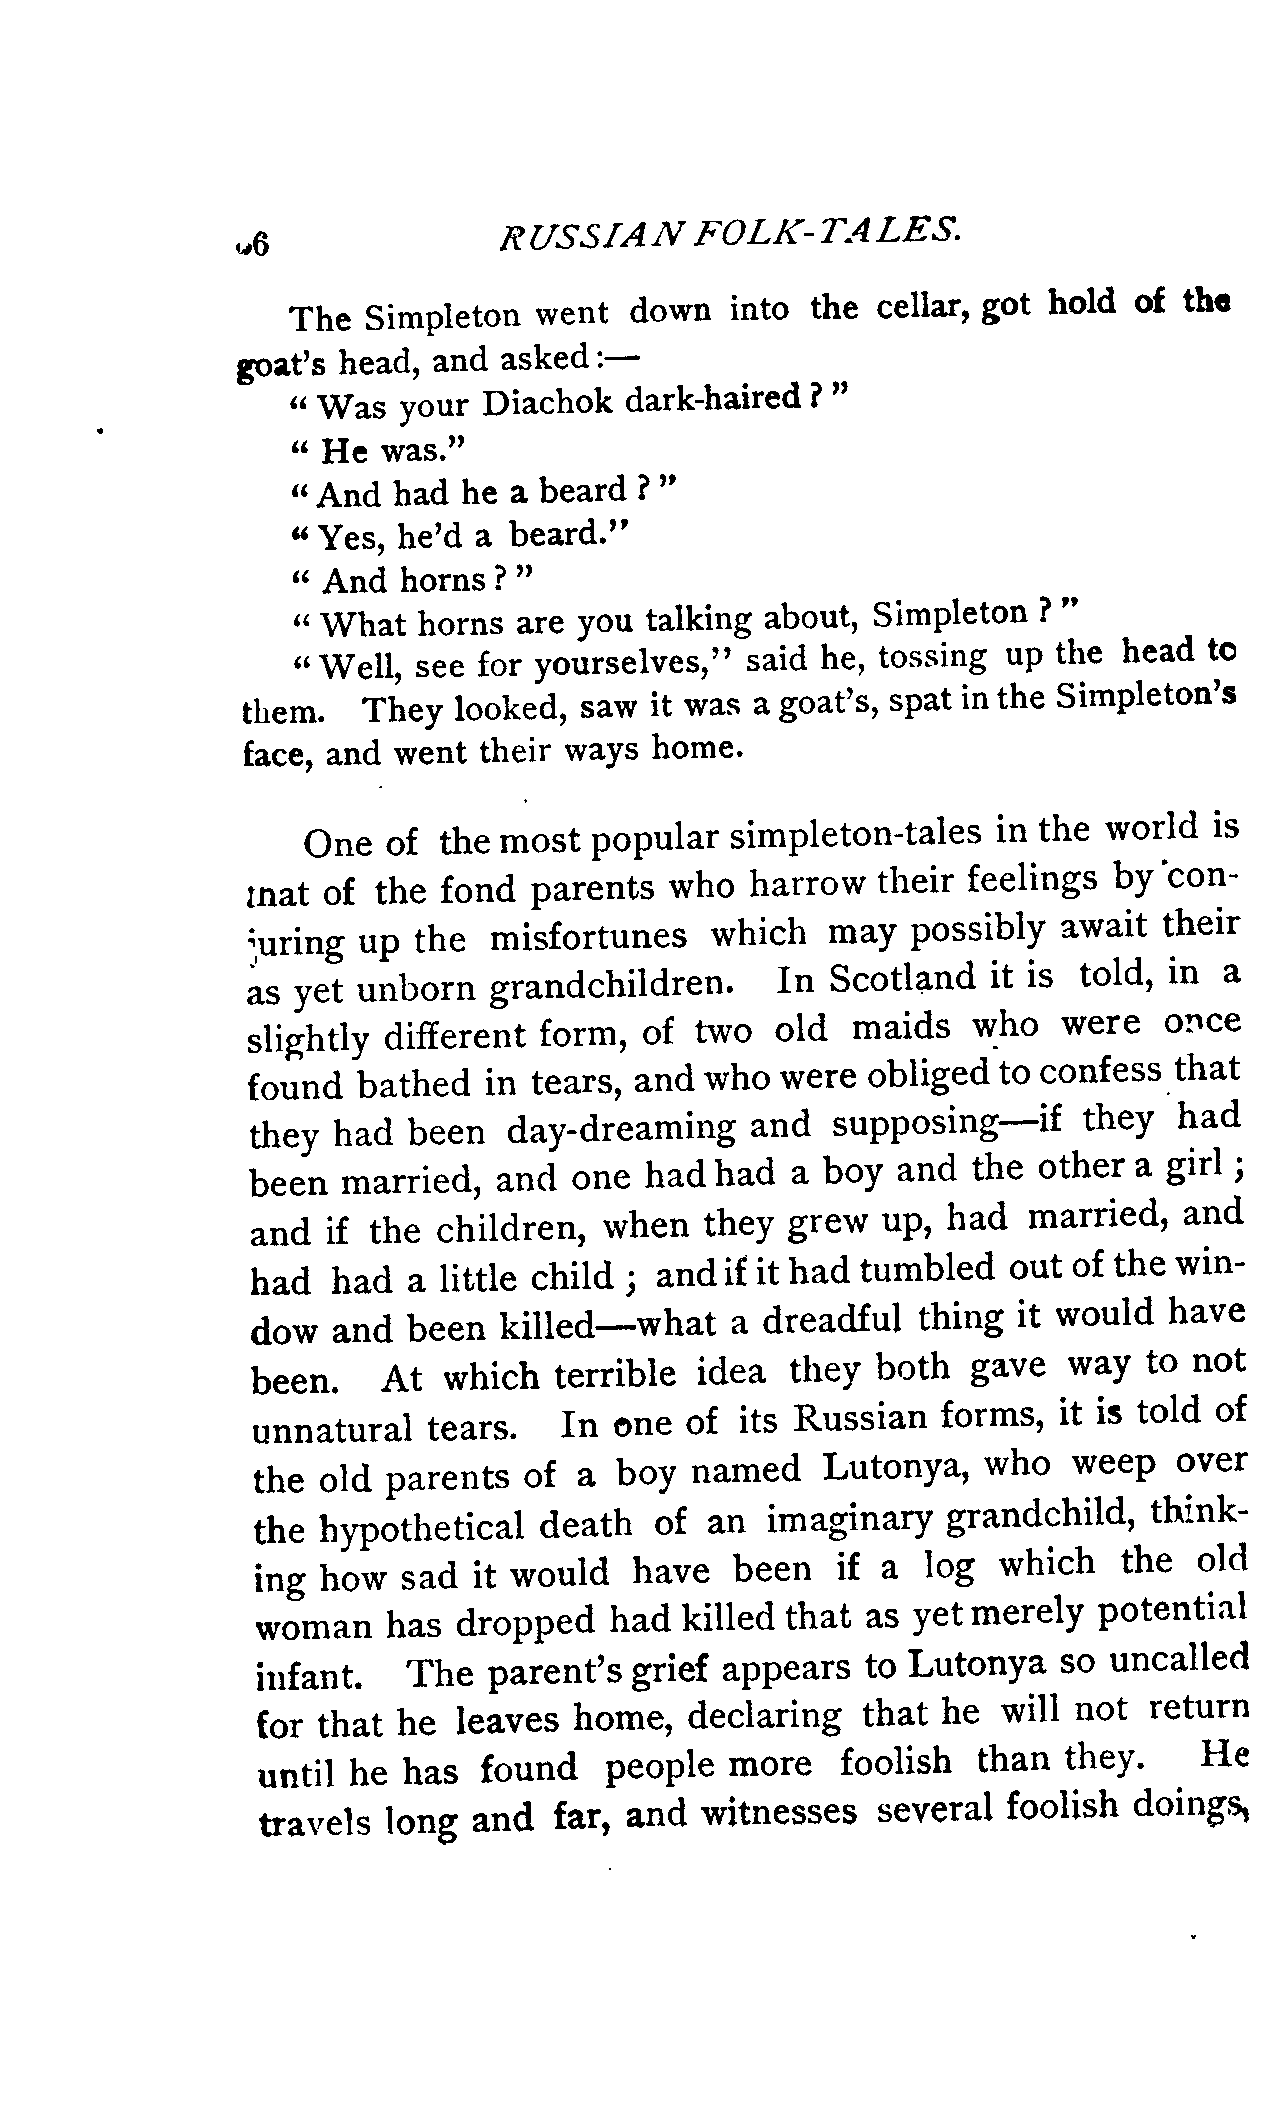 6 RUSSIAN FOLK-TALES.
The Simpleton went down into the cellar, got hold of the
goat's head, and asked:—
"Was your Diachok dark-haired?"
"He was."
"And had he a beard?"
"Yes, he'd a beard."
"And horns?"
"What horns are you talking about, Simpleton?"
"Well, see for yourselves," said he, tossing up the head to
them. They looked, saw it was a goat's, spat in the Simpleton's
face, and went their ways home.
One of the most popular simpleton-tales in the world is
that of the fond parents who harrow their feelings by con-
juring up the misfortunes which may possibly await their
as yet unborn grandchildren. In Scotland it is told, in a
slightly different form, of two old maids who were once
found bathed in tears, and who were obliged to confess that
they had been day-dreaming and supposing—if they had
been married, and one had had a boy and the other a girl;
and if the children, when they grew up, had married, and
had had a little child; and if it had tumbled out of the win-
dow and been killed—what a dreadful thing it would have
been. At which terrible idea they both gave way to not
unnatural tears. In one of its Russian forms, it is told of
the old parents of a boy named Lutonya, who weep over
the hypothetical death of an imaginary grandchild, think-
ing how sad it would have been if a log which the old
woman has dropped had killed that as yet merely potential
infant. The parent's grief appears to Lutonya so uncalled
for that he leaves home, declaring that he will not return
until he has found people more foolish than they. He
travels long and far, and witnesses several foolish doings,